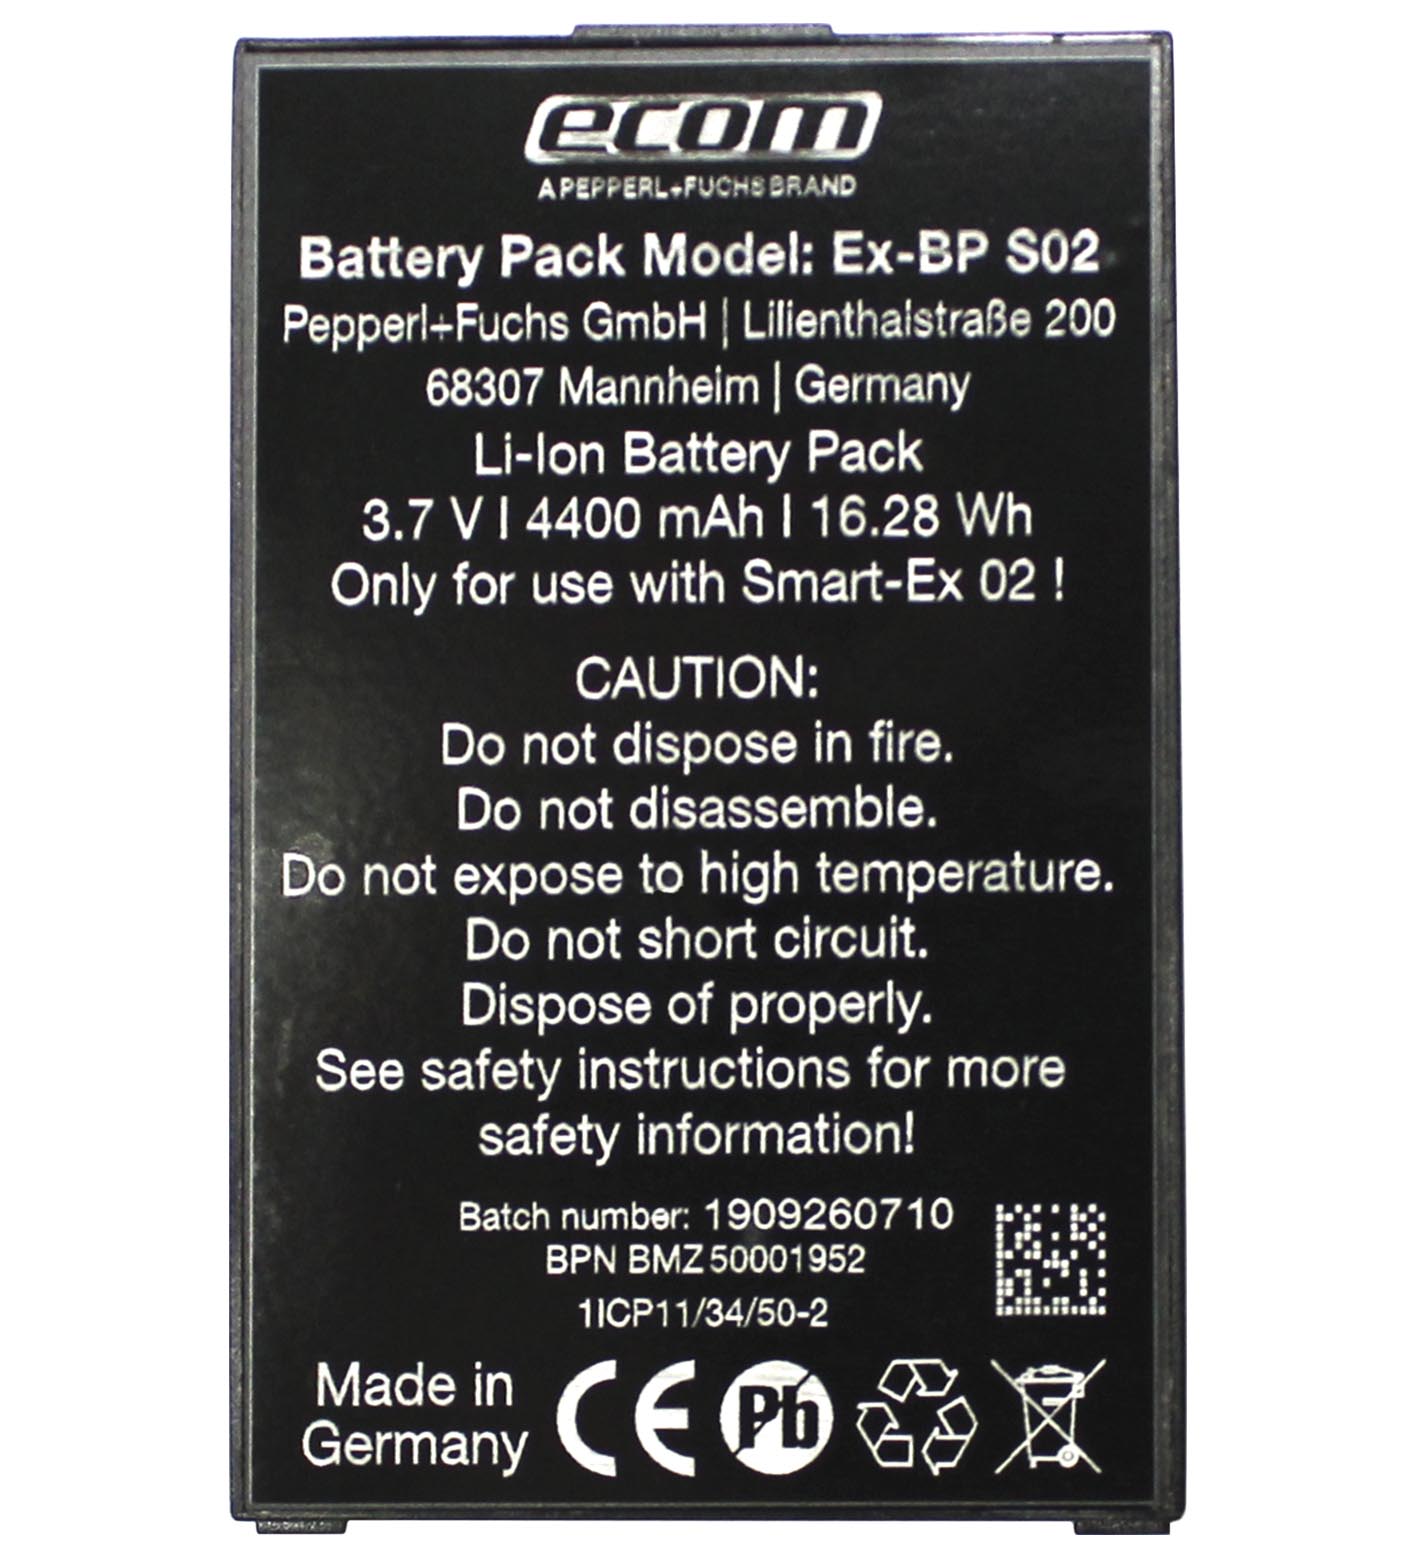 ecom
A PEPPERL+FUCHS BRAND
Battery Pack Model: Ex-BP S02
Pepperl+Fuchs GmbH | Lilienthalstraße 200
68307 Mannheim | Germany
Li-Ion Battery Pack
3.7 V I 4400 mAh I 16.28 Wh
Only for use with Smart-Ex 02 !
CAUTION:
Do not dispose in fire.
Do not disassemble.
Do not expose to high temperature.
Do not short circuit.
Dispose of properly.
See safety instructions for more
safety information!
Batch number: 1909260710
BPN BMZ 50001952
1ICP11/34/50-2
Made in
Germany
CE
Pb